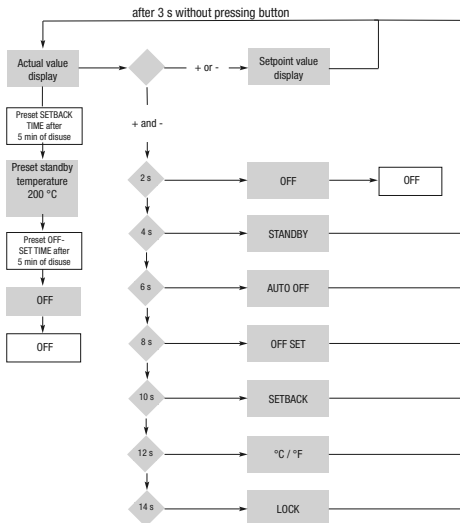 after 3 s without pressing button
Actual value
display
+ or -
Setpoint value
display
Preset SETBACK
TIME after
5 min of disuse
+ and -
Preset standby
temperature
200 °C
2 s
OFF
OFF
4 s
STANDBY
Preset OFF-
SET TIME after
5 min of disuse
6 s
AUTO OFF
OFF
8 s
OFF SET
OFF
10 s
SETBACK
12 s
°C / °F
14 s
LOCK